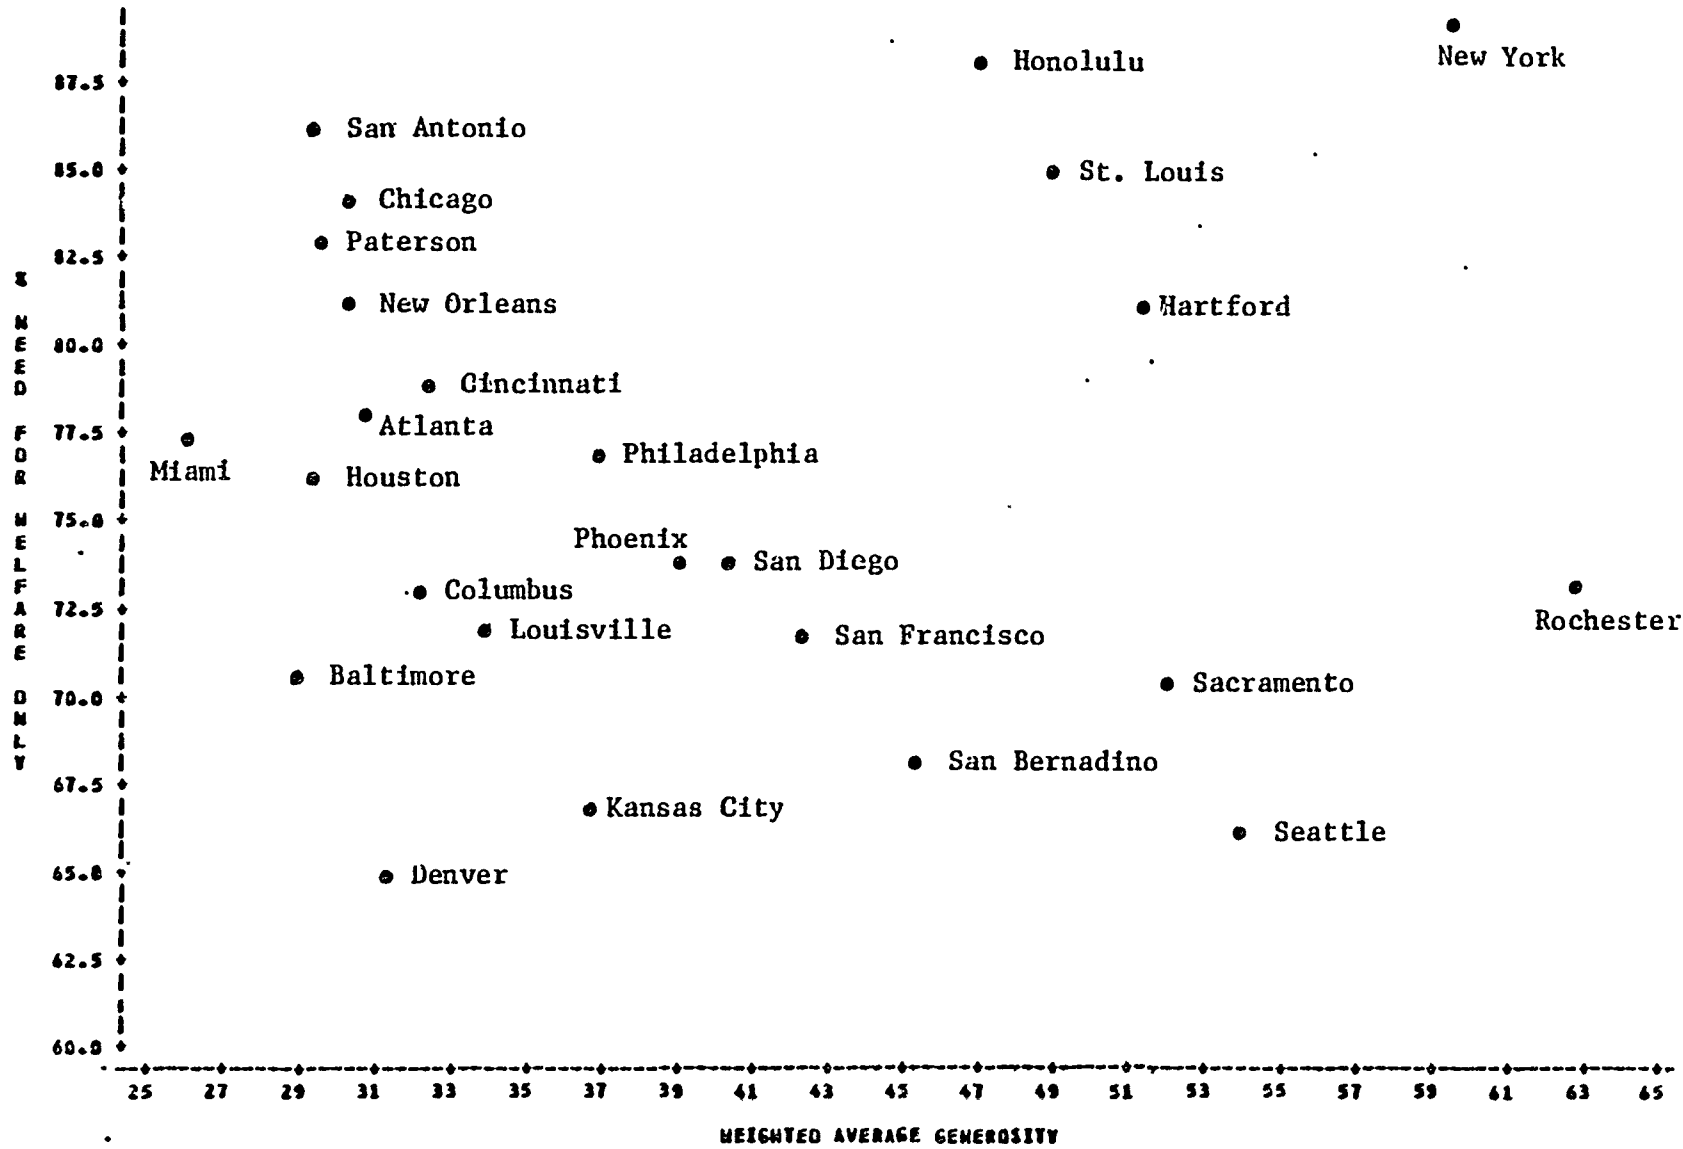 New York
Honolulu
87.5
San Antonio
85.0
St. Louis
Chicago
Paterson
82.5
New Orleans
Hartford
80.0
Cincinnati
Atlanta
77.5
Philadelphia
Miami
Houston
75.0
Phoenix
San Diego
Columbus
72.5
Rochester
Louisville
San Francisco
Baltimore
70.0
Sacramento
San Bernadino
67.5
Kansas City
Seattle
65.0
Denver
62.5
60.0
% NEED FOR WELFARE ONLY
25 27 29 31 33 35 37 39 41 43 45 47 49 51 53 55 57 59 61 63 65
WEIGHTED AVERAGE GENEROSITY